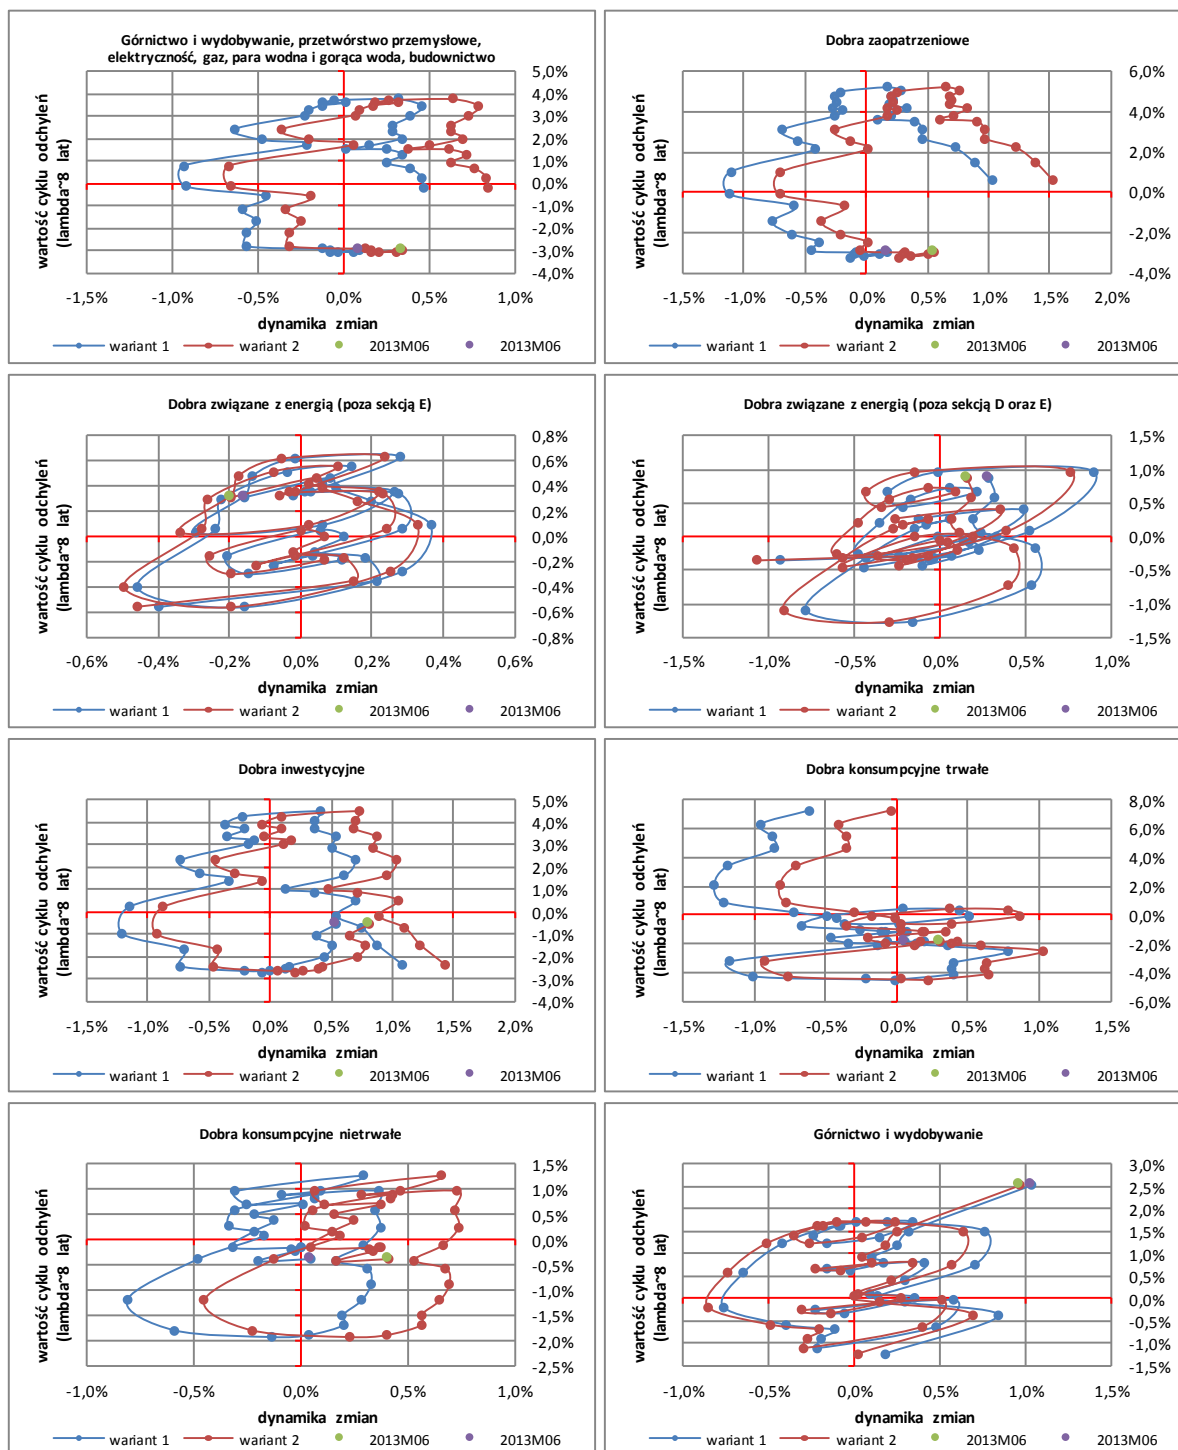 Górnictwo i wydobywanie, przetwórstwo przemysłowe,
elektryczność, gaz, para wodna i gorąca woda, budownictwo
wartość cyklu odchyleń
(lambda~8 lat)
5,0%
4,0%
3,0%
2,0%
1,0%
0,0%
-1,0%
-2,0%
-3,0%
-4,0%
-1,5% -1,0% -0,5% 0,0% 0,5% 1,0%
dynamika zmian
wariant 1 wariant 2 2013M06 2013M06
Dobra zaopatrzeniowe
wartość cyklu odchyleń
(lambda~8 lat)
6,0%
4,0%
2,0%
0,0%
-2,0%
-4,0%
-1,5% -1,0% -0,5% 0,0% 0,5% 1,0% 1,5% 2,0%
dynamika zmian
wariant 1 wariant 2 2013M06 2013M06
Dobra związane z energią (poza sekcją E)
wartość cyklu odchyleń
(lambda~8 lat)
0,8%
0,6%
0,4%
0,2%
0,0%
-0,2%
-0,4%
-0,6%
-0,8%
-0,6% -0,4% -0,2% 0,0% 0,2% 0,4% 0,6%
dynamika zmian
wariant 1 wariant 2 2013M06 2013M06
Dobra związane z energią (poza sekcją D oraz E)
wartość cyklu odchyleń
(lambda~8 lat)
1,5%
1,0%
0,5%
0,0%
-0,5%
-1,0%
-1,5%
-1,5% -1,0% -0,5% 0,0% 0,5% 1,0%
dynamika zmian
wariant 1 wariant 2 2013M06 2013M06
Dobra inwestycyjne
wartość cyklu odchyleń
(lambda~8 lat)
5,0%
4,0%
3,0%
2,0%
1,0%
0,0%
-1,0%
-2,0%
-3,0%
-4,0%
-1,5% -1,0% -0,5% 0,0% 0,5% 1,0% 1,5% 2,0%
dynamika zmian
wariant 1 wariant 2 2013M06 2013M06
Dobra konsumpcyjne trwałe
wartość cyklu odchyleń
(lambda~8 lat)
8,0%
6,0%
4,0%
2,0%
0,0%
-2,0%
-4,0%
-6,0%
-1,5% -1,0% -0,5% 0,0% 0,5% 1,0% 1,5%
dynamika zmian
wariant 1 wariant 2 2013M06 2013M06
Dobra konsumpcyjne nietrwałe
wartość cyklu odchyleń
(lambda~8 lat)
1,5%
1,0%
0,5%
0,0%
-0,5%
-1,0%
-1,5%
-2,0%
-2,5%
-1,0% -0,5% 0,0% 0,5% 1,0%
dynamika zmian
wariant 1 wariant 2 2013M06 2013M06
Górnictwo i wydobywanie
wartość cyklu odchyleń
(lambda~8 lat)
3,0%
2,5%
2,0%
1,5%
1,0%
0,5%
0,0%
-0,5%
-1,0%
-1,5%
-1,0% -0,5% 0,0% 0,5% 1,0% 1,5%
dynamika zmian
wariant 1 wariant 2 2013M06 2013M06